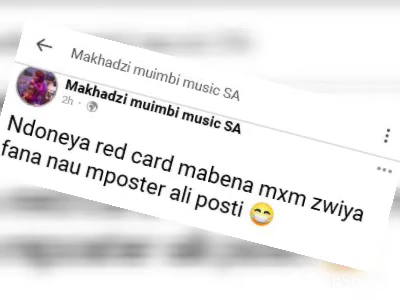 Makhadzi muimbi music SA
Makhadzi muimbi music SA
2h
Ndoneya red card mabena mxm zwiya
fana nau mposter ali posti 😷